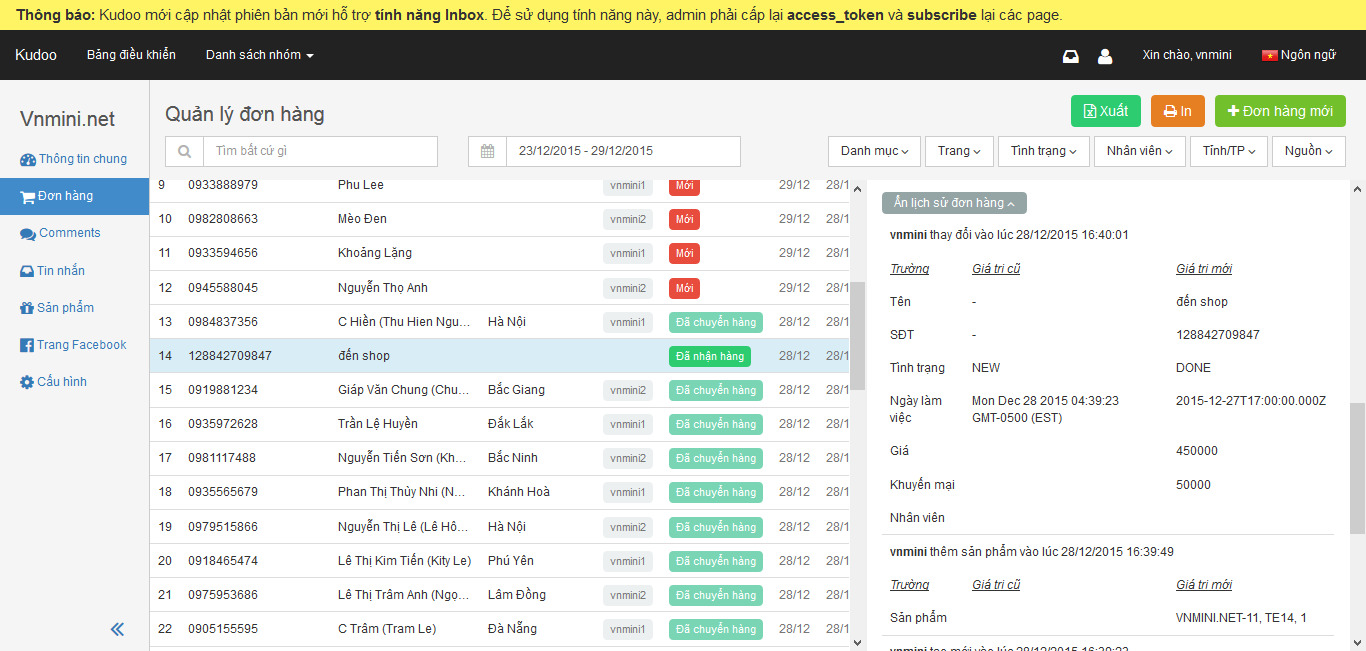 Thông báo: Kudoo mới cập nhật phiên bản mới hỗ trợ tính năng Inbox. Để sử dụng tính năng này, admin phải cấp lại access_token và subscribe lại các page.
Kudoo Bảng điều khiển Danh sách nhóm Xin chào, vnmini Ngôn ngữ
Vnmini.net
Thông tin chung
Đơn hàng
Comments
Tin nhắn
Sản phẩm
Trang Facebook
Cấu hình
Quản lý đơn hàng
Xuất In Đơn hàng mới
Tìm bất cứ gì 23/12/2015 - 29/12/2015 Danh mục Trang Tình trạng Nhân viên Tỉnh/TP Nguồn
9 0933888979 Phu Lee vnmini1 Mới 29/12 28/1
10 0982808663 Mèo Đen vnmini2 Mới 29/12 28/1
11 0933594656 Khoảng Lặng vnmini1 Mới 29/12 28/1
12 0945588045 Nguyễn Thọ Anh vnmini2 Mới 29/12 28/1
13 0984837356 C Hiền (Thu Hien Ngu... Hà Nội vnmini1 Đã chuyển hàng 28/12 28/1
14 128842709847 đến shop Đã nhận hàng 28/12 28/1
15 0919881234 Giáp Văn Chung (Chu... Bắc Giang vnmini2 Đã chuyển hàng 28/12 28/1
16 0935972628 Trần Lệ Huyền Đắk Lắk vnmini1 Đã chuyển hàng 28/12 28/1
17 0981117488 Nguyễn Tiến Sơn (Kh... Bắc Ninh vnmini2 Đã chuyển hàng 28/12 28/1
18 0935565679 Phan Thị Thủy Nhi (N... Khánh Hoà vnmini1 Đã chuyển hàng 28/12 28/1
19 0979515866 Nguyễn Thị Lê (Lê Hô... Hà Nội vnmini2 Đã chuyển hàng 28/12 28/1
20 0918465474 Lê Thị Kim Tiến (Kity Le) Phú Yên vnmini1 Đã chuyển hàng 28/12 28/1
21 0975953686 Lê Thị Trâm Anh (Ngọ... Lâm Đồng vnmini2 Đã chuyển hàng 28/12 28/1
22 0905155595 C Trâm (Tram Le) Đà Nẵng vnmini1 Đã chuyển hàng 28/12 28/1
Ẩn lịch sử đơn hàng
vnmini thay đổi vào lúc 28/12/2015 16:40:01
Trường Giá trị cũ Giá trị mới
Tên - đến shop
SĐT - 128842709847
Tình trạng NEW DONE
Ngày làm việc Mon Dec 28 2015 04:39:23 GMT-0500 (EST) 2015-12-27T17:00:00.000Z
Giá 450000
Khuyến mại 50000
Nhân viên
vnmini thêm sản phẩm vào lúc 28/12/2015 16:39:49
Trường Giá trị cũ Giá trị mới
Sản phẩm VNMINI.NET-11, TE14, 1
vnmini tạo mới vào lúc 28/12/2015 16:39:23